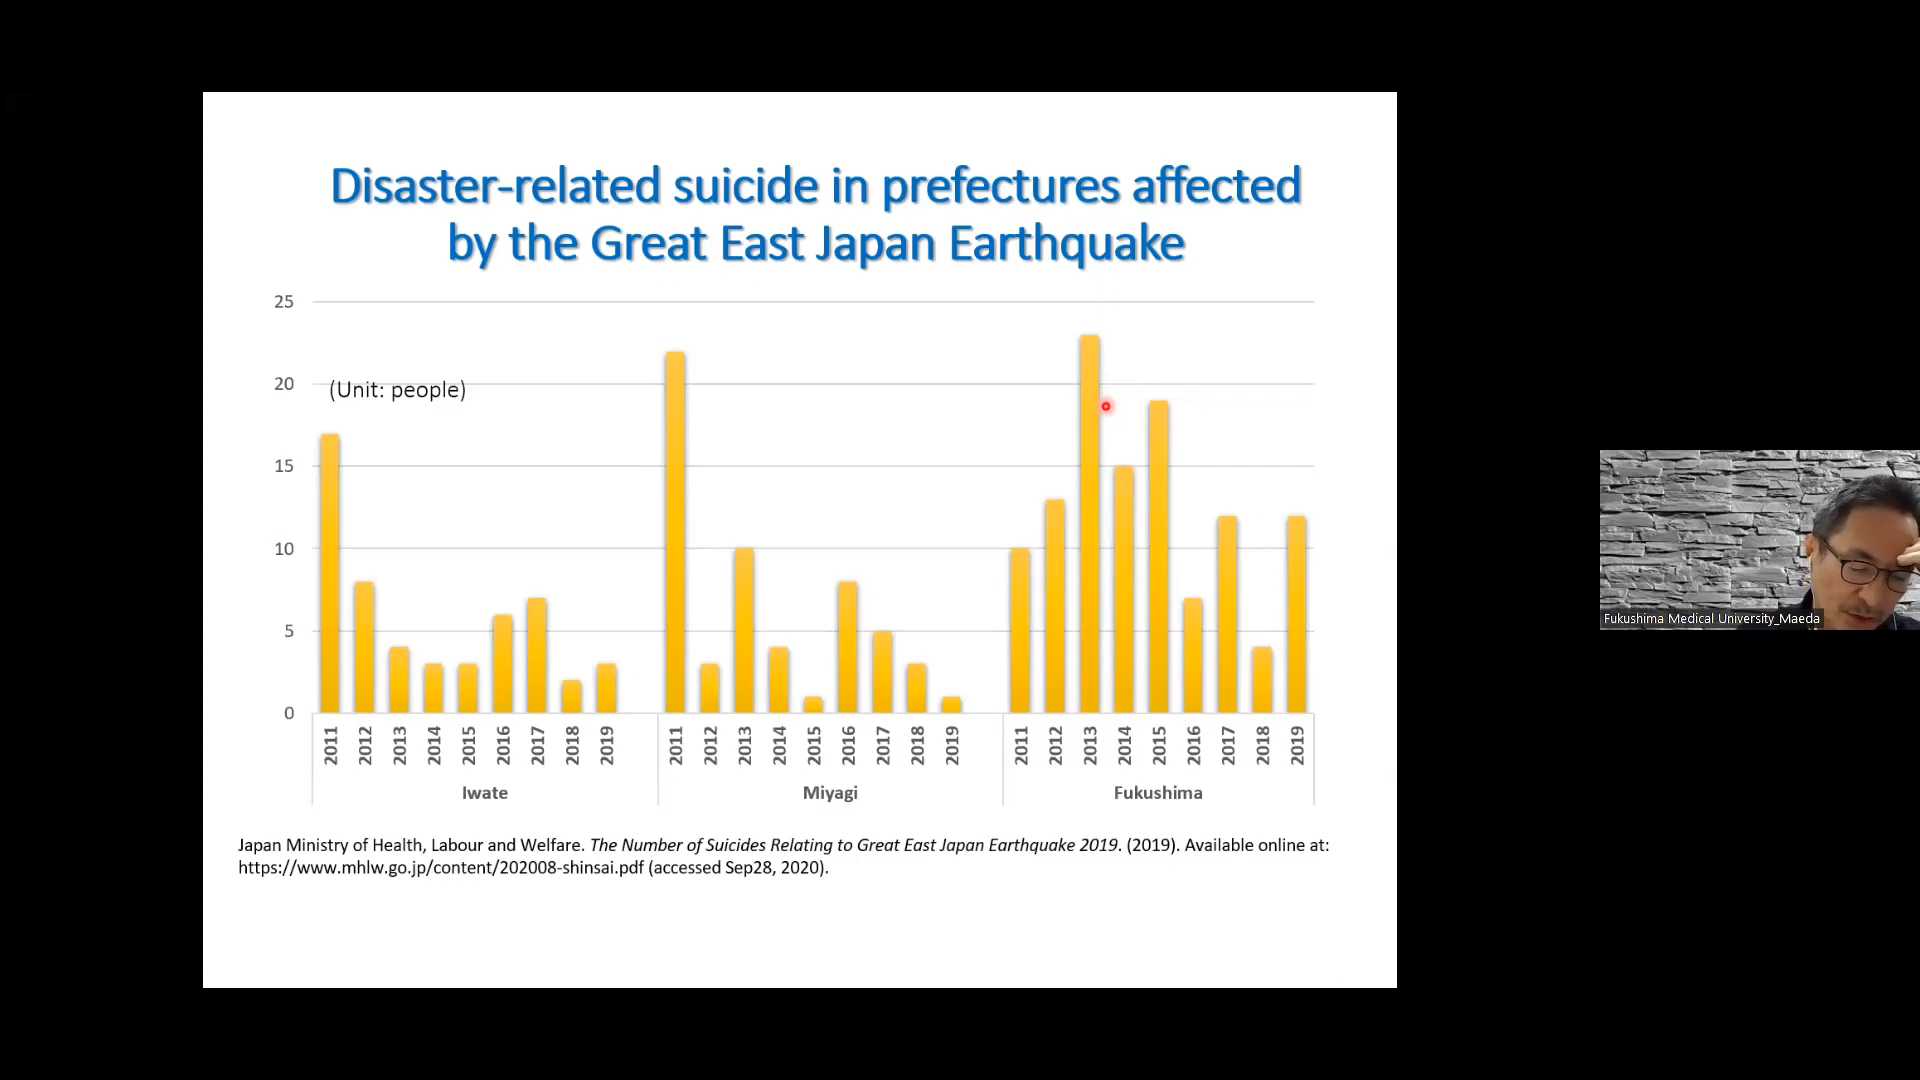 Disaster-related suicide in prefectures affected
by the Great East Japan Earthquake
25
(Unit: people)
20
15
10
5
0
2011 2012 2013 2014 2015 2016 2017 2018 2019 2011 2012 2013 2014 2015 2016 2017 2018 2019 2011 2012 2013 2014 2015 2016 2017 2018 2019
Iwate Miyagi Fukushima
Japan Ministry of Health, Labour and Welfare. The Number of Suicides Relating to Great East Japan Earthquake 2019. (2019). Available online at:
https://www.mhlw.go.jp/content/202008-shinsai.pdf (accessed Sep28, 2020).
Fukushima Medical University_Maeda